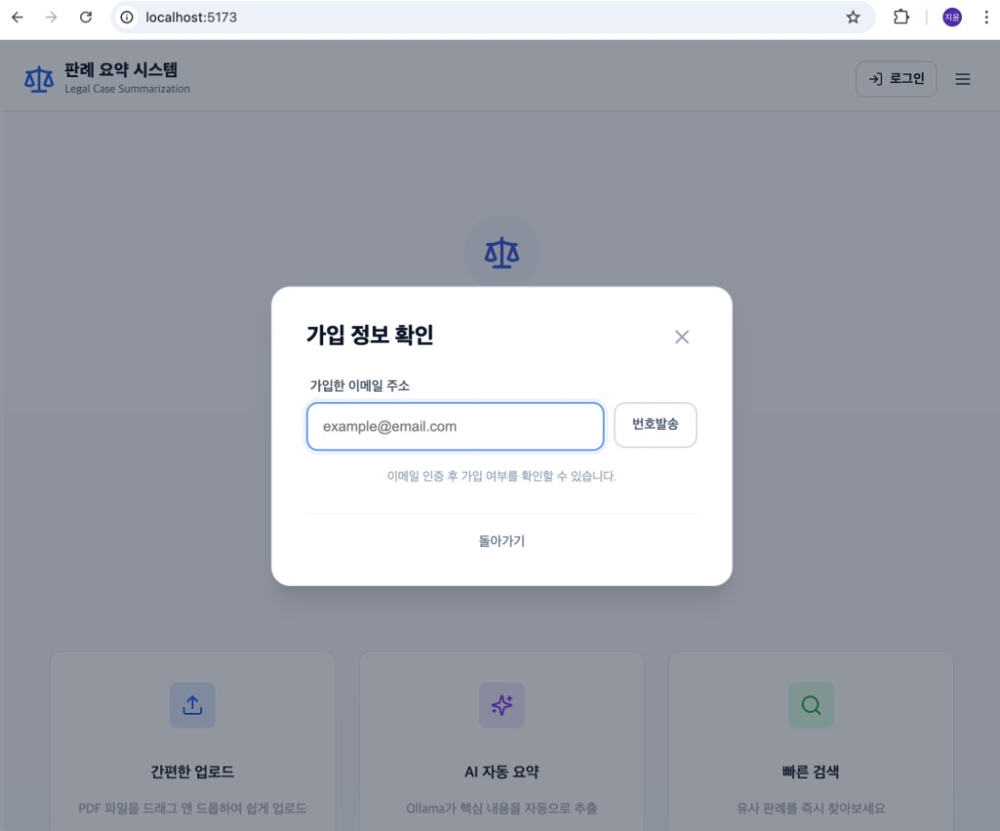 localhost:5173
지윤
판례 요약 시스템
Legal Case Summarization
로그인
가입 정보 확인
가입한 이메일 주소
example@email.com
번호발송
이메일 인증 후 가입 여부를 확인할 수 있습니다.
돌아가기
간편한 업로드
PDF 파일을 드래그 앤 드롭하여 쉽게 업로드
AI 자동 요약
Ollama가 핵심 내용을 자동으로 추출
빠른 검색
유사 판례를 즉시 찾아보세요